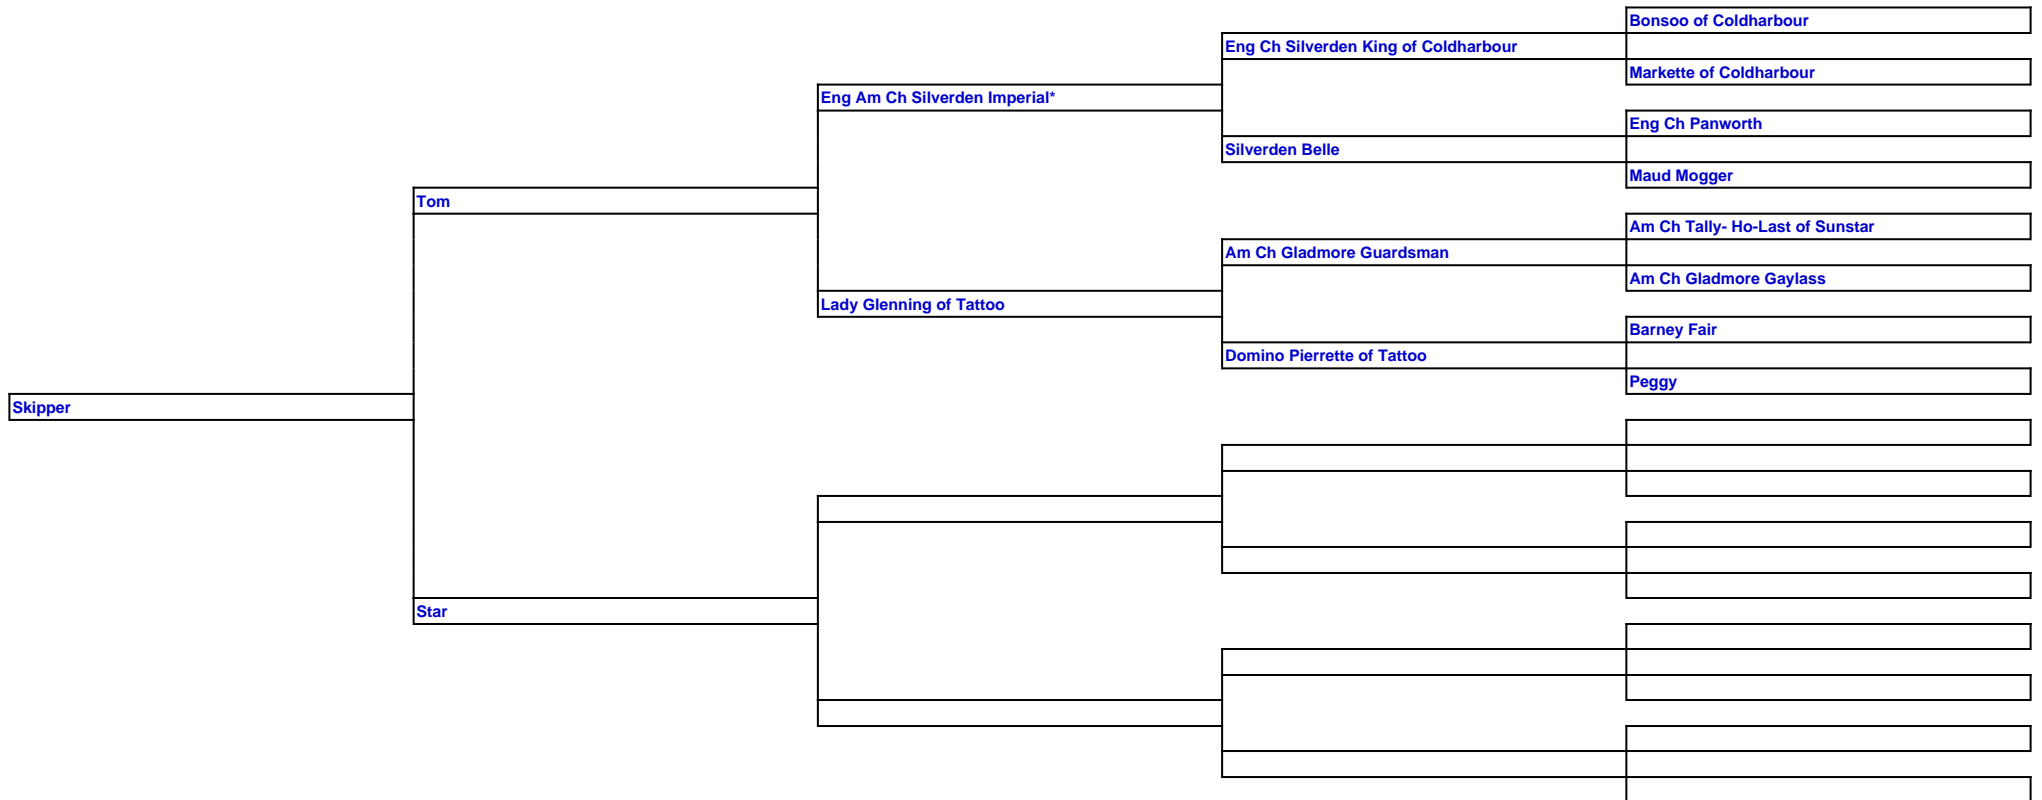 Bonsoo of Coldharbour
Eng Ch Silverden King of Coldharbour
Markette of Coldharbour
Eng Am Ch Silverden Imperial*
Eng Ch Panworth
Silverden Belle
Maud Mogger
Tom
Am Ch Tally- Ho-Last of Sunstar
Am Ch Gladmore Guardsman
Am Ch Gladmore Gaylass
Lady Glenning of Tattoo
Barney Fair
Domino Pierrette of Tattoo
Peggy
Skipper
Star